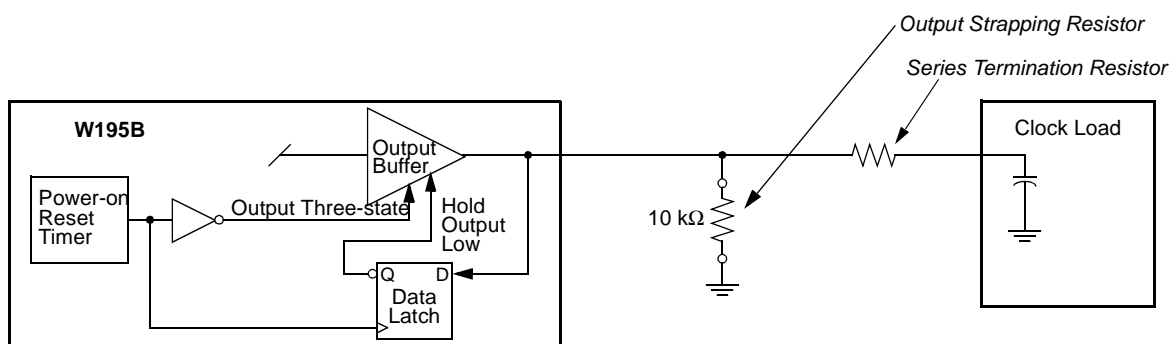 Output Strapping Resistor
Series Termination Resistor
W195B
Clock Load
Output
Buffer
Power-on
Reset
Timer
Output Three-state
Hold
Output
Low
10 kΩ
Q
D
Data
Latch